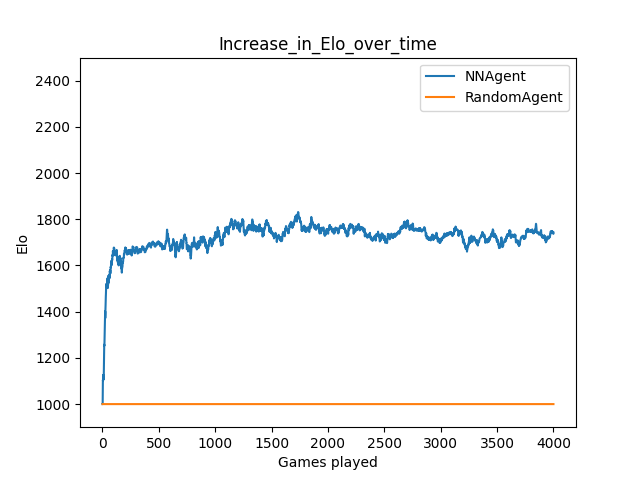 Increase_in_Elo_over_time
NNAgent
RandomAgent
2400
2200
2000
1800
1600
1400
1200
1000
Elo
0 500 1000 1500 2000 2500 3000 3500 4000
Games played